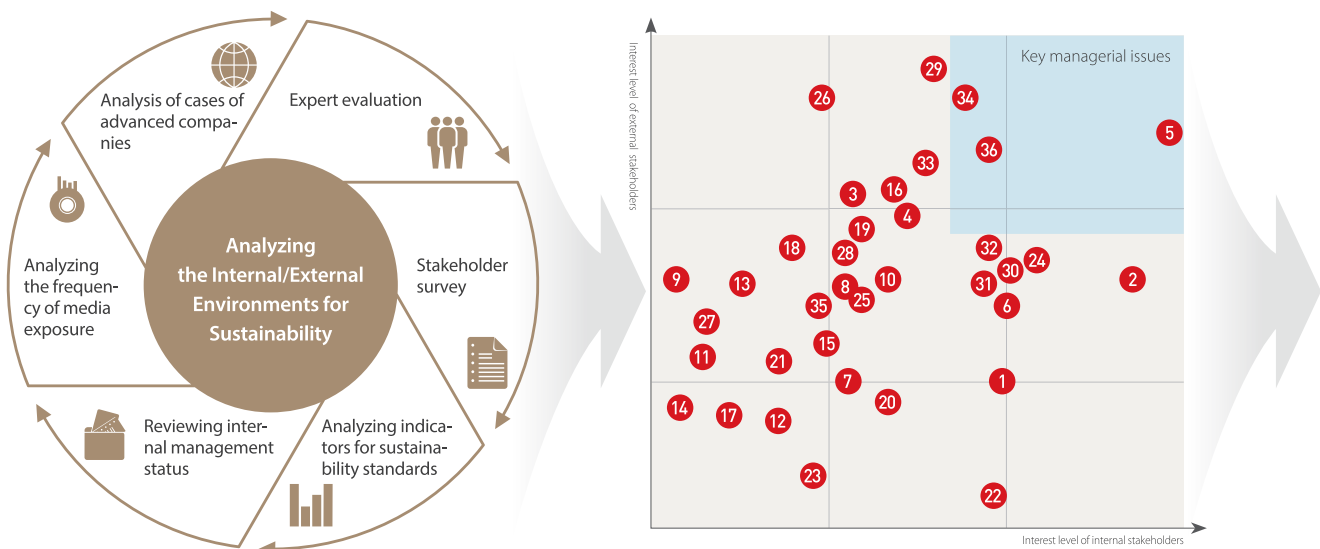 Analysis of cases of
advanced compa-
nies
Expert evaluation
Stakeholder
survey
Analyzing indica-
tors for sustaina-
bility standards
Reviewing inter-
nal management
status
Analyzing
the frequen-
cy of media
exposure
Analyzing
the Internal/External
Environments for
Sustainability
Interest level of external stakeholders
Key managerial issues
29
26
34
5
36
33
16
3
4
19
18
28
32
24
30
9
13
8
10
31
2
25
35
6
27
15
11
21
7
1
14
17
12
20
23
22
Interest level of internal stakeholders